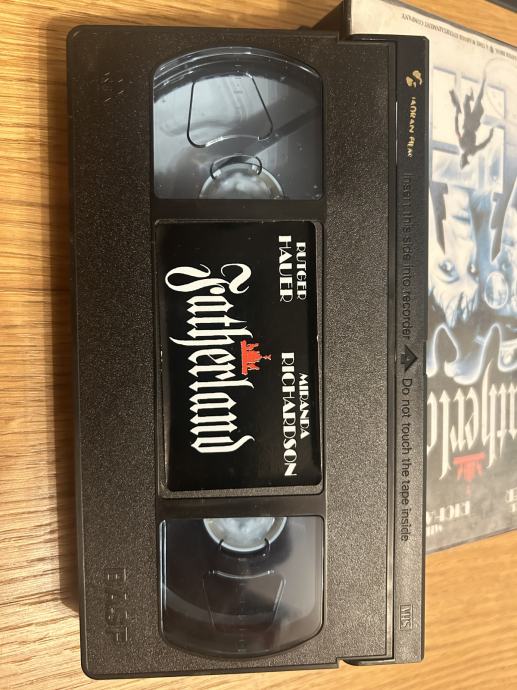 RUTGER
HAUER
MIRANDA
RICHARDSON
Fatherland
Insert this side into recorder
Do not touch the tape inside
VHS
BASF